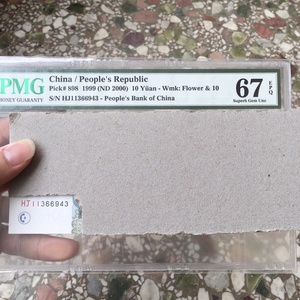 PMG
MONEY GUARANTY
China / People's Republic
Pick# 898 1999 (ND 2000) 10 Yüan - Wmk: Flower & 10
S/N HJ11366943 - People's Bank of China
67
EPQ
Superb Gem Unc
HJ11366943